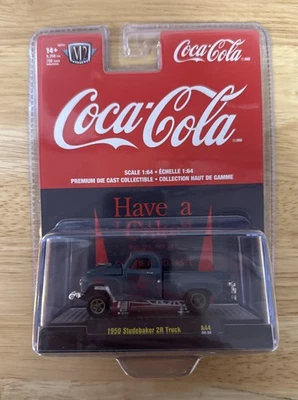 14+
M2
Coca-Cola
Coca-Cola
SCALE 1:64 • ÉCHELLE 1:64
PREMIUM DIE CAST COLLECTIBLE • COLLECTION HAUT DE GAMME
Have a
1950 Studebaker 2R Truck
A44